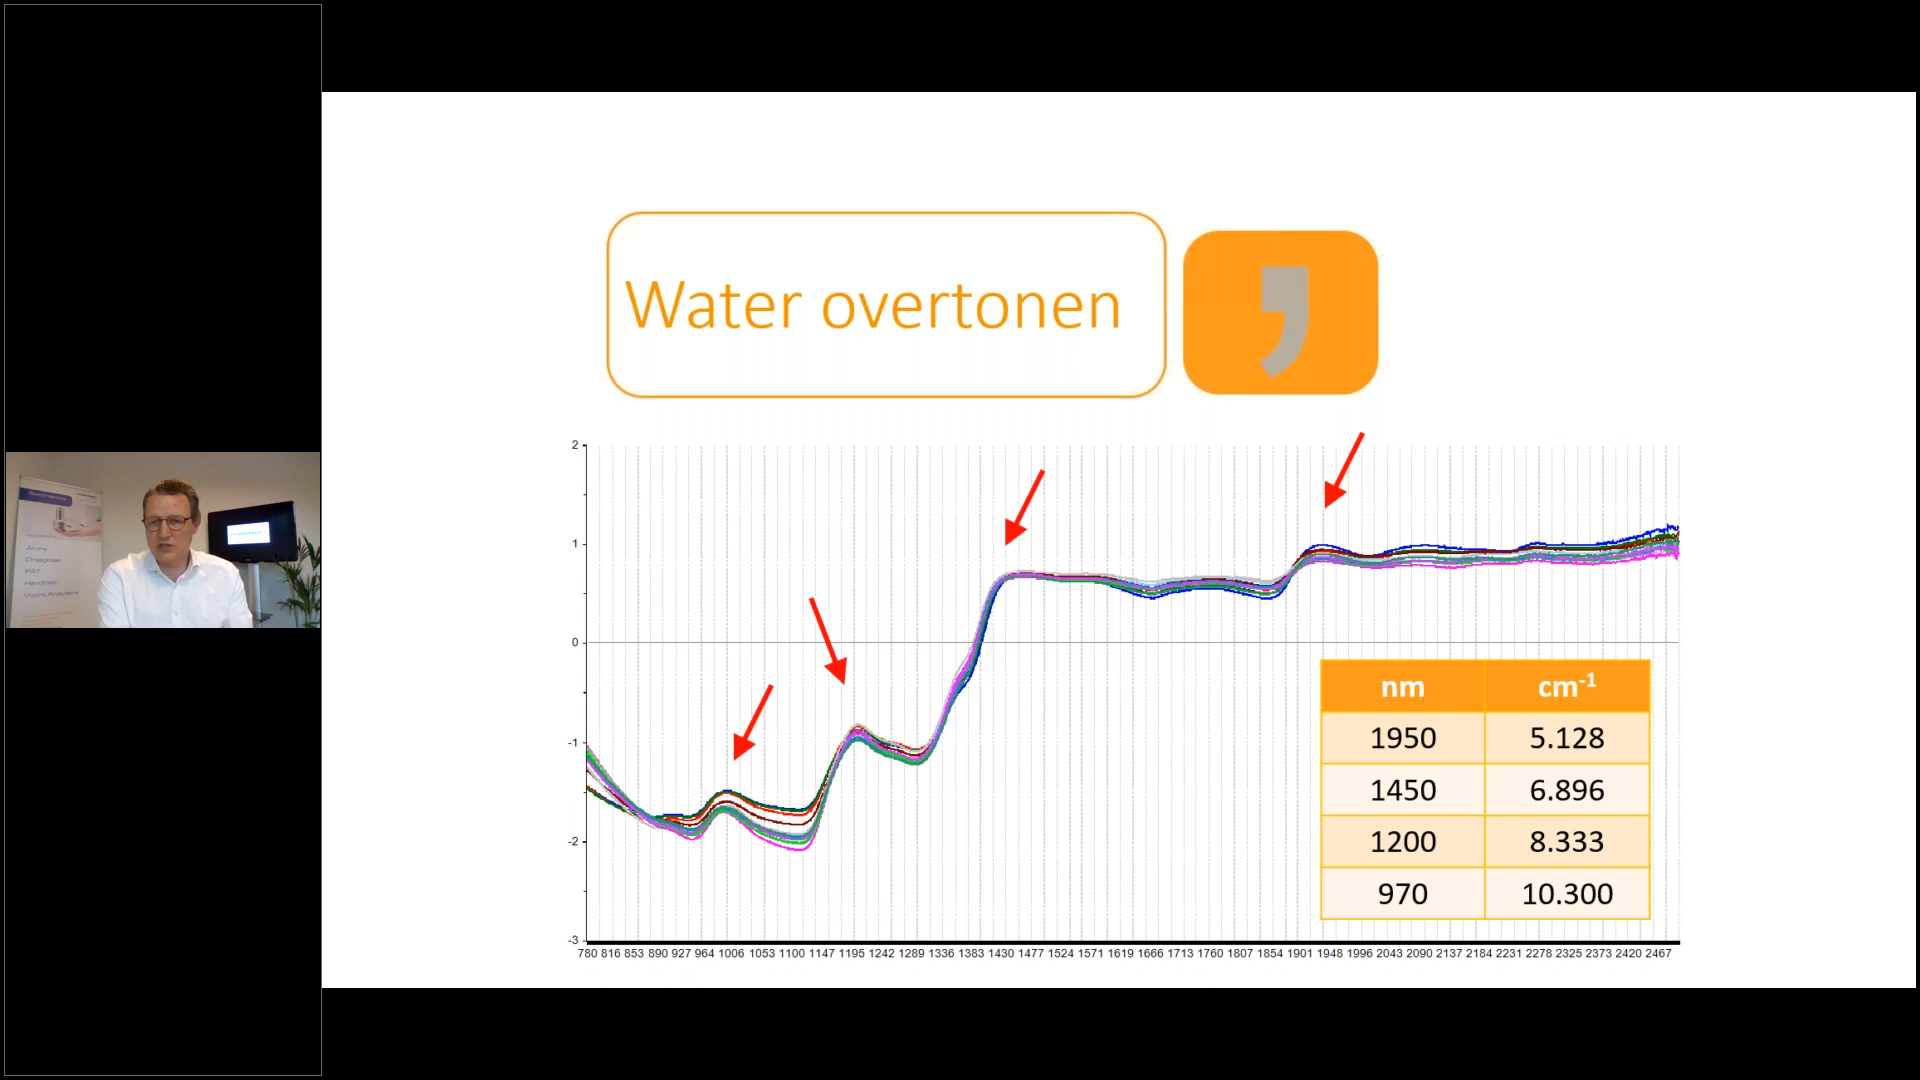 Water overtonen
,
2
1
0
-1
-2
-3
780 816 853 890 927 964 1006 1053 1100 1147 1195 1242 1289 1336 1383 1430 1477 1524 1571 1619 1666 1713 1760 1807 1854 1901 1948 1996 2043 2090 2137 2184 2231 2278 2325 2373 2420 2467
nm cm-1
1950 5.128
1450 6.896
1200 8.333
970 10.300
PAT
Handheld